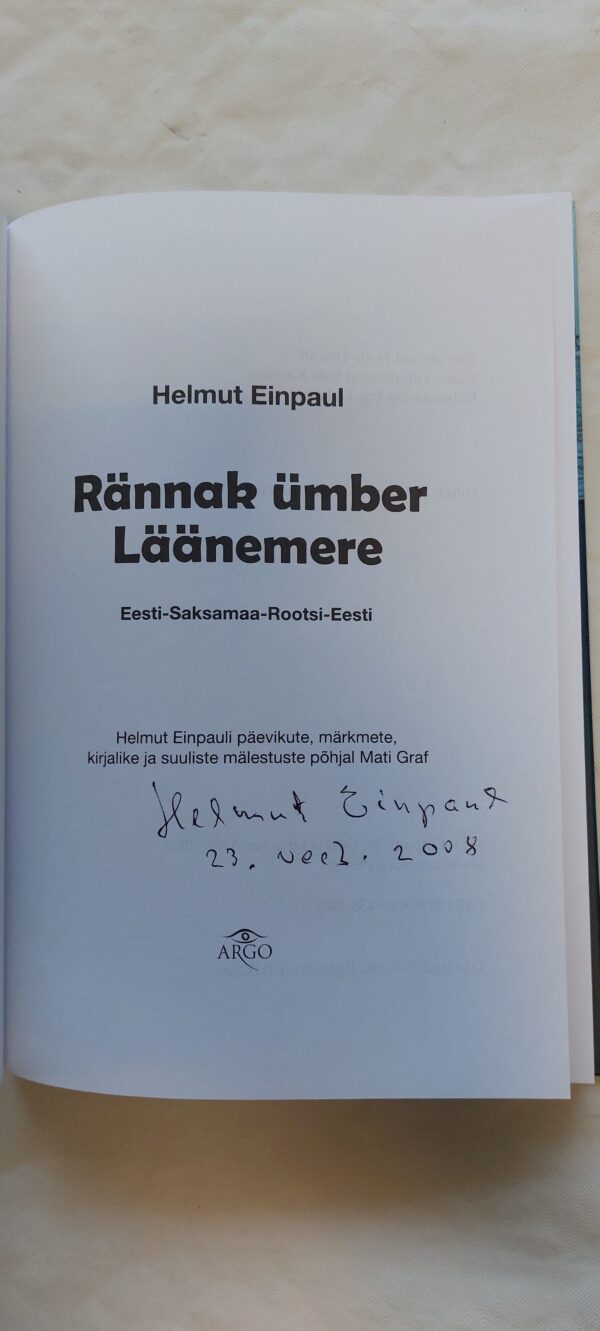 Helmut Einpaul
Rännak ümber
Läänemere
Eesti-Saksamaa-Rootsi-Eesti
Helmut Einpauli päevikute, märkmete,
kirjalike ja suuliste mälestuste põhjal Mati Graf
Helmut Einpaul
23. veeb. 2008
ARGO